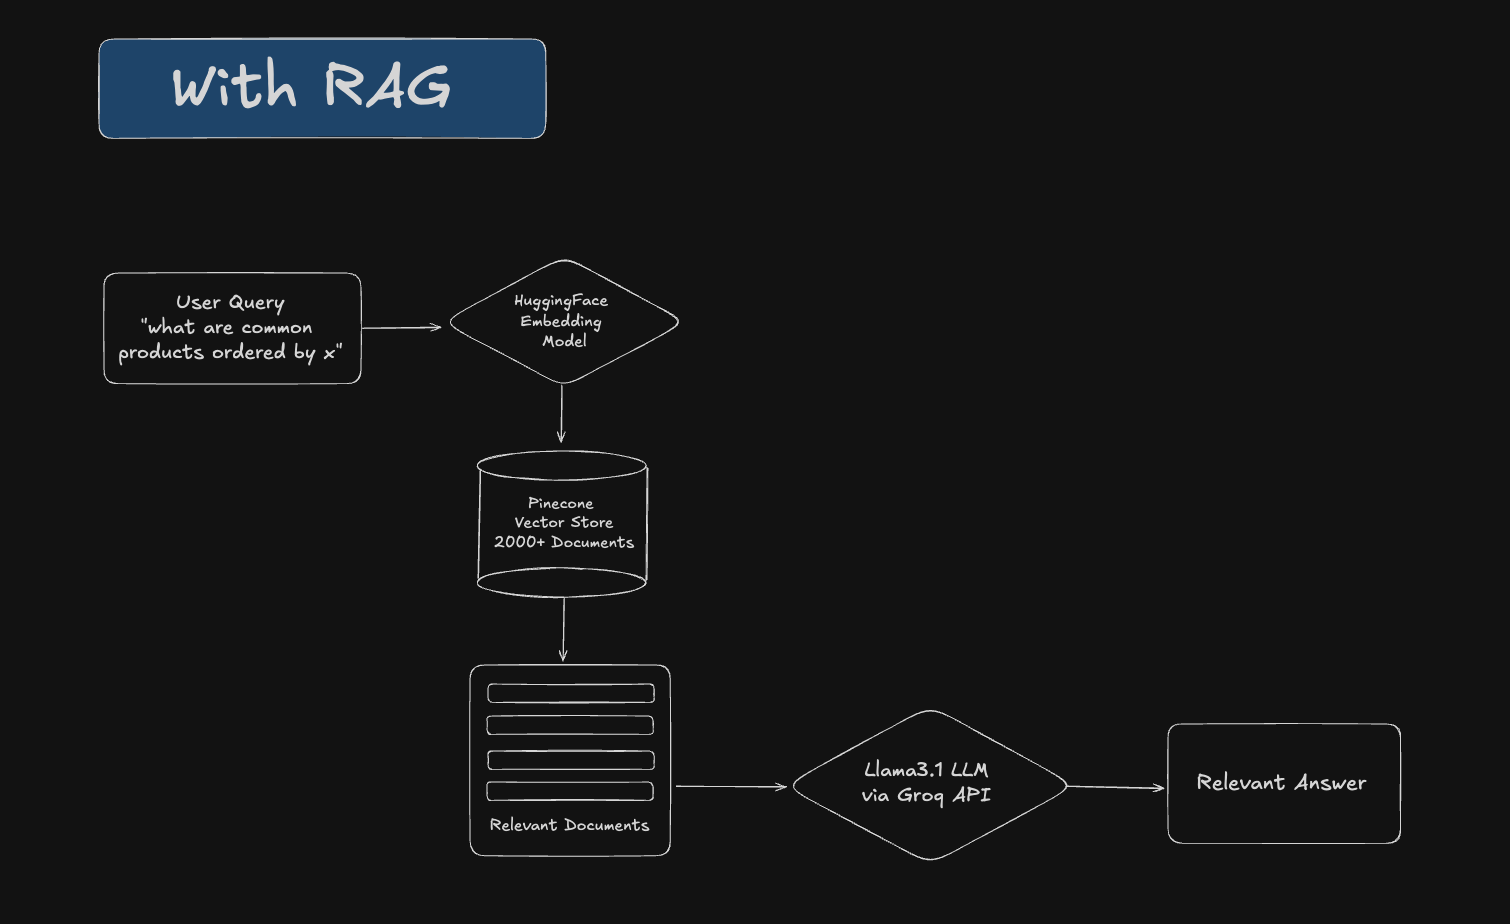 With RAG
User Query
"what are common
products ordered by x"
HuggingFace
Embedding
Model
Pinecone
Vector Store
2000+ Documents
Relevant Documents
Llama3.1 LLM
via Groq API
Relevant Answer